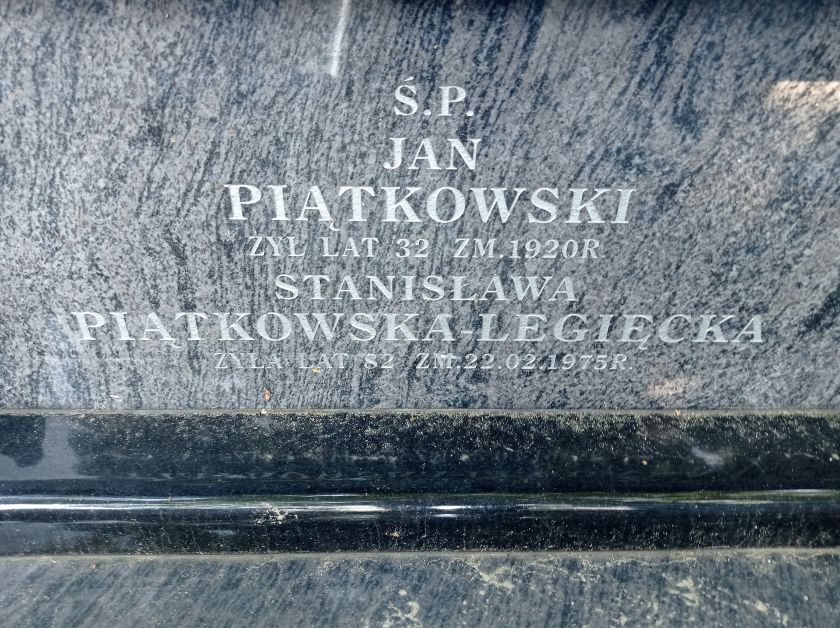 Ś.P.
JAN
PIĄTKOWSKI
ŻYŁ LAT 32 ZM.1920R
STANISŁAWA
PIĄTKOWSKA-LEGIĘCKA
ŻYŁA LAT 82 ZM.22.02.1975R.